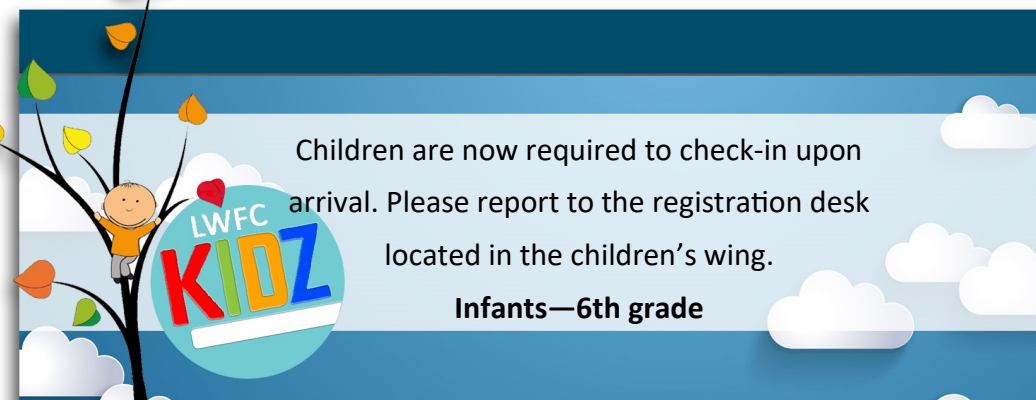 Children are now required to check-in upon
arrival. Please report to the registration desk
located in the children's wing.
Infants—6th grade
LWFC
KIDZ